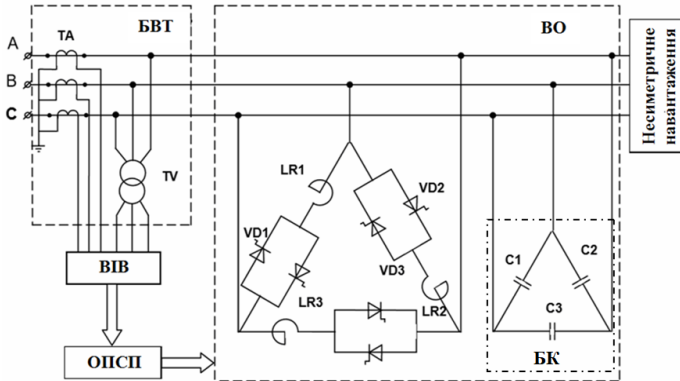 БВТ
ВО
A
TA
B
C
TV
Несиметричне
навантаження
LR1
VD2
VD1
VD3
C1
C2
LR3
LR2
C3
ВІВ
БК
ОПСП